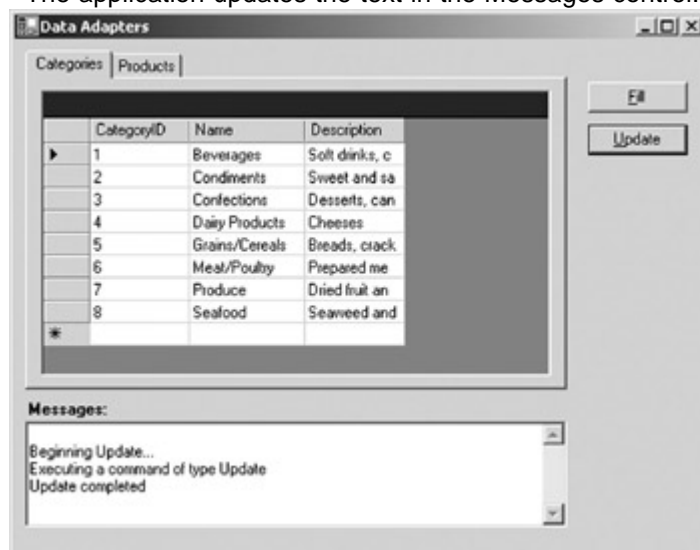 The application updates the text in the Messages control.
Data Adapters
Categories Products
Fill
Update
CategoryID Name Description
1 Beverages Soft drinks, c
2 Condiments Sweet and sa
3 Confections Desserts, can
4 Dairy Products Cheeses
5 Grains/Cereals Breads, crack
6 Meat/Poultry Prepared me
7 Produce Dried fruit an
8 Seafood Seaweed and
*
Messages:
Beginning Update...
Executing a command of type Update
Update completed